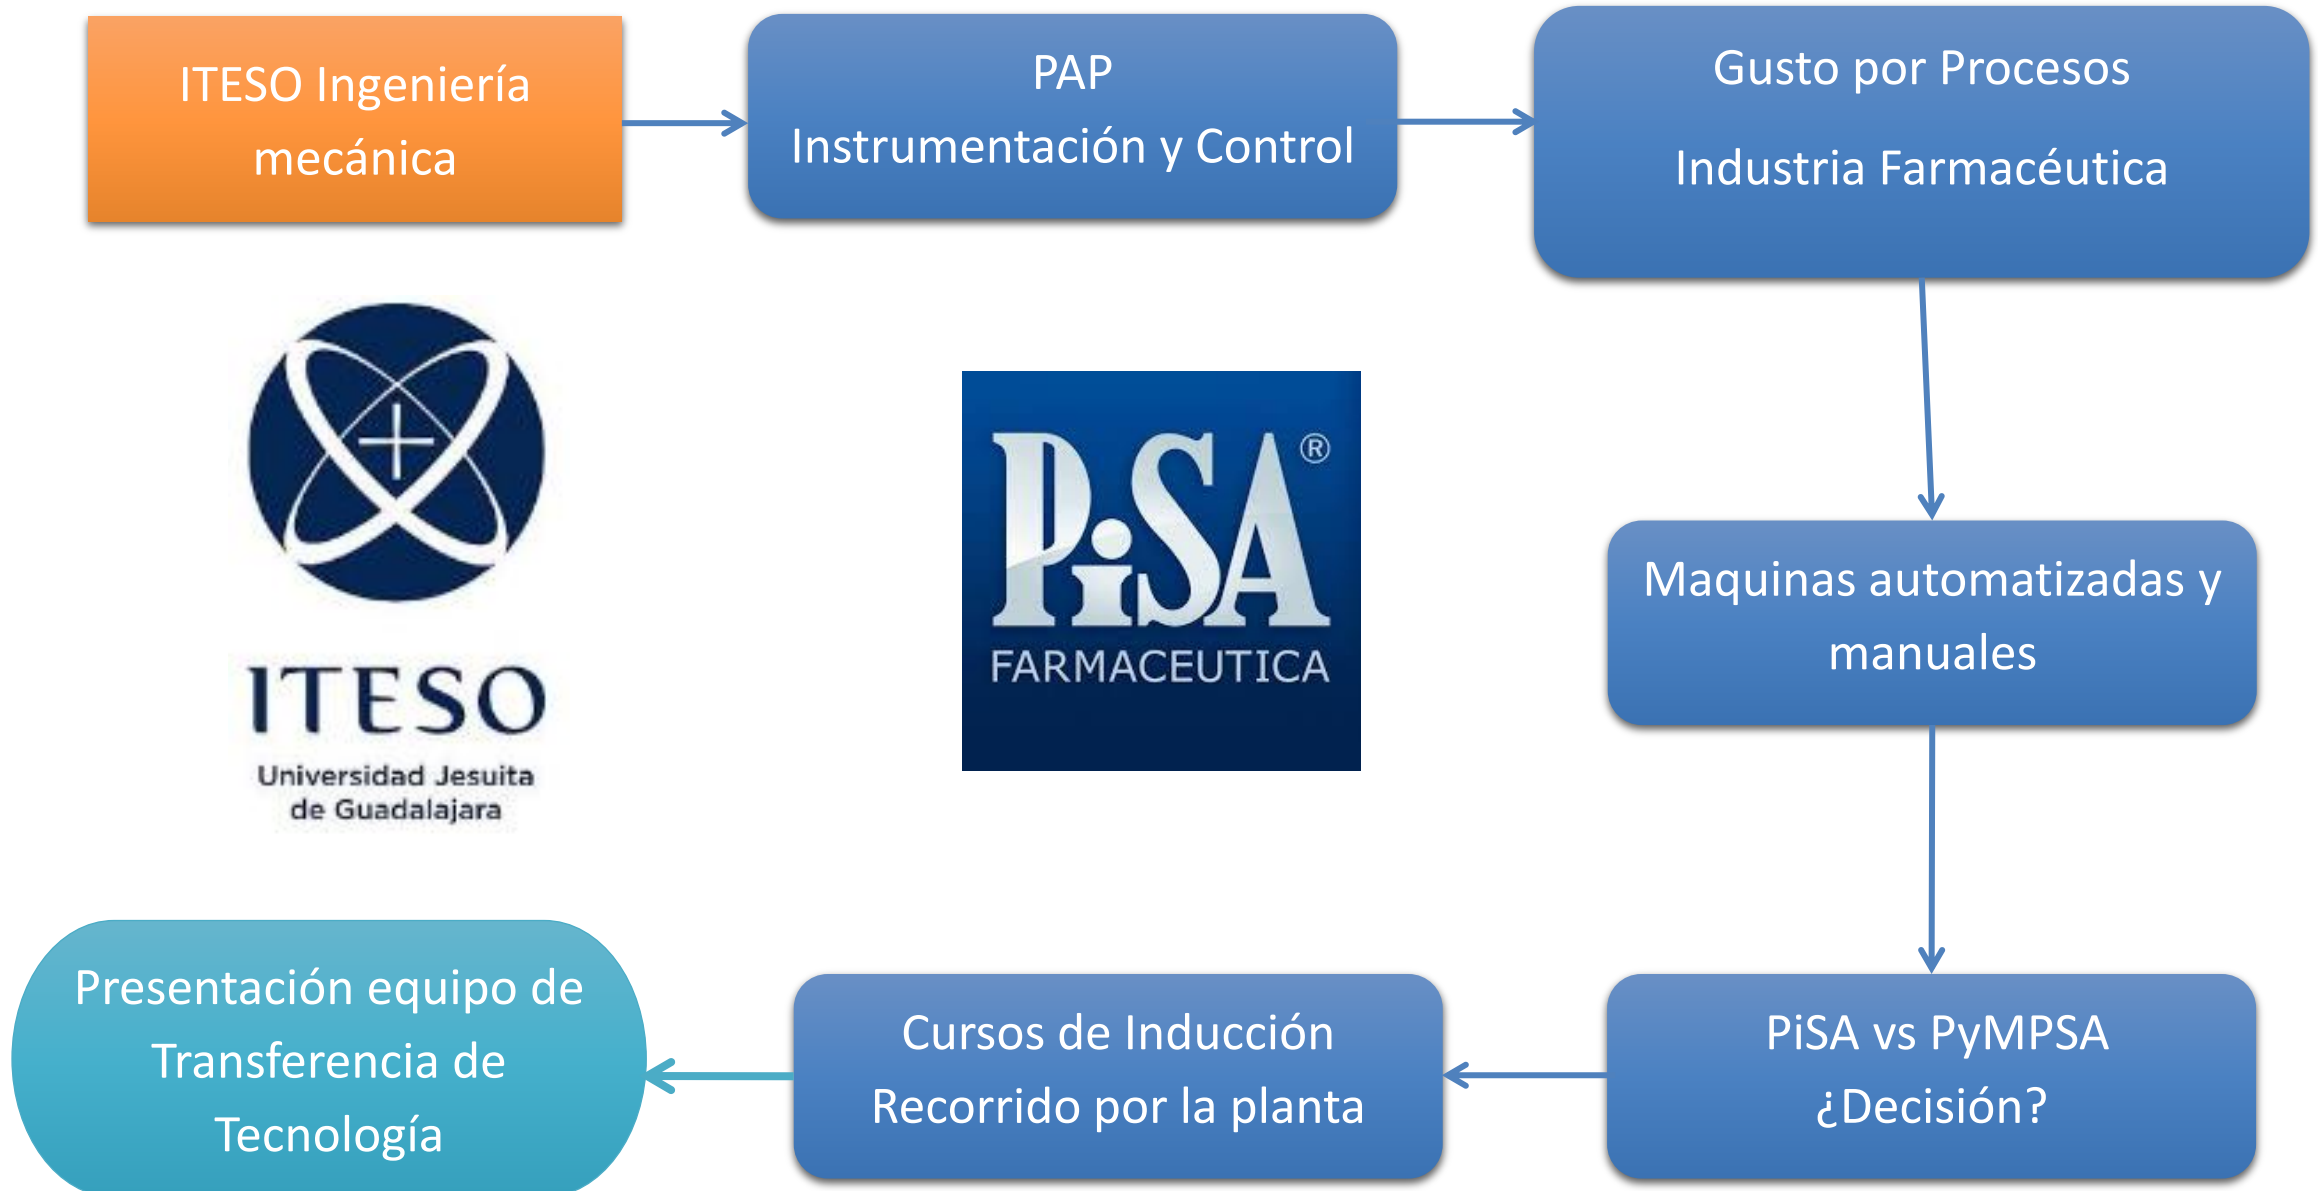 ITESO Ingeniería
mecánica
PAP
Instrumentación y Control
Gusto por Procesos
Industria Farmacéutica
ITESO
Universidad Jesuita
de Guadalajara
PiSA®
FARMACEUTICA
Maquinas automatizadas y
manuales
Presentación equipo de
Transferencia de
Tecnología
Cursos de Inducción
Recorrido por la planta
PiSA vs PyMPSA
¿Decisión?